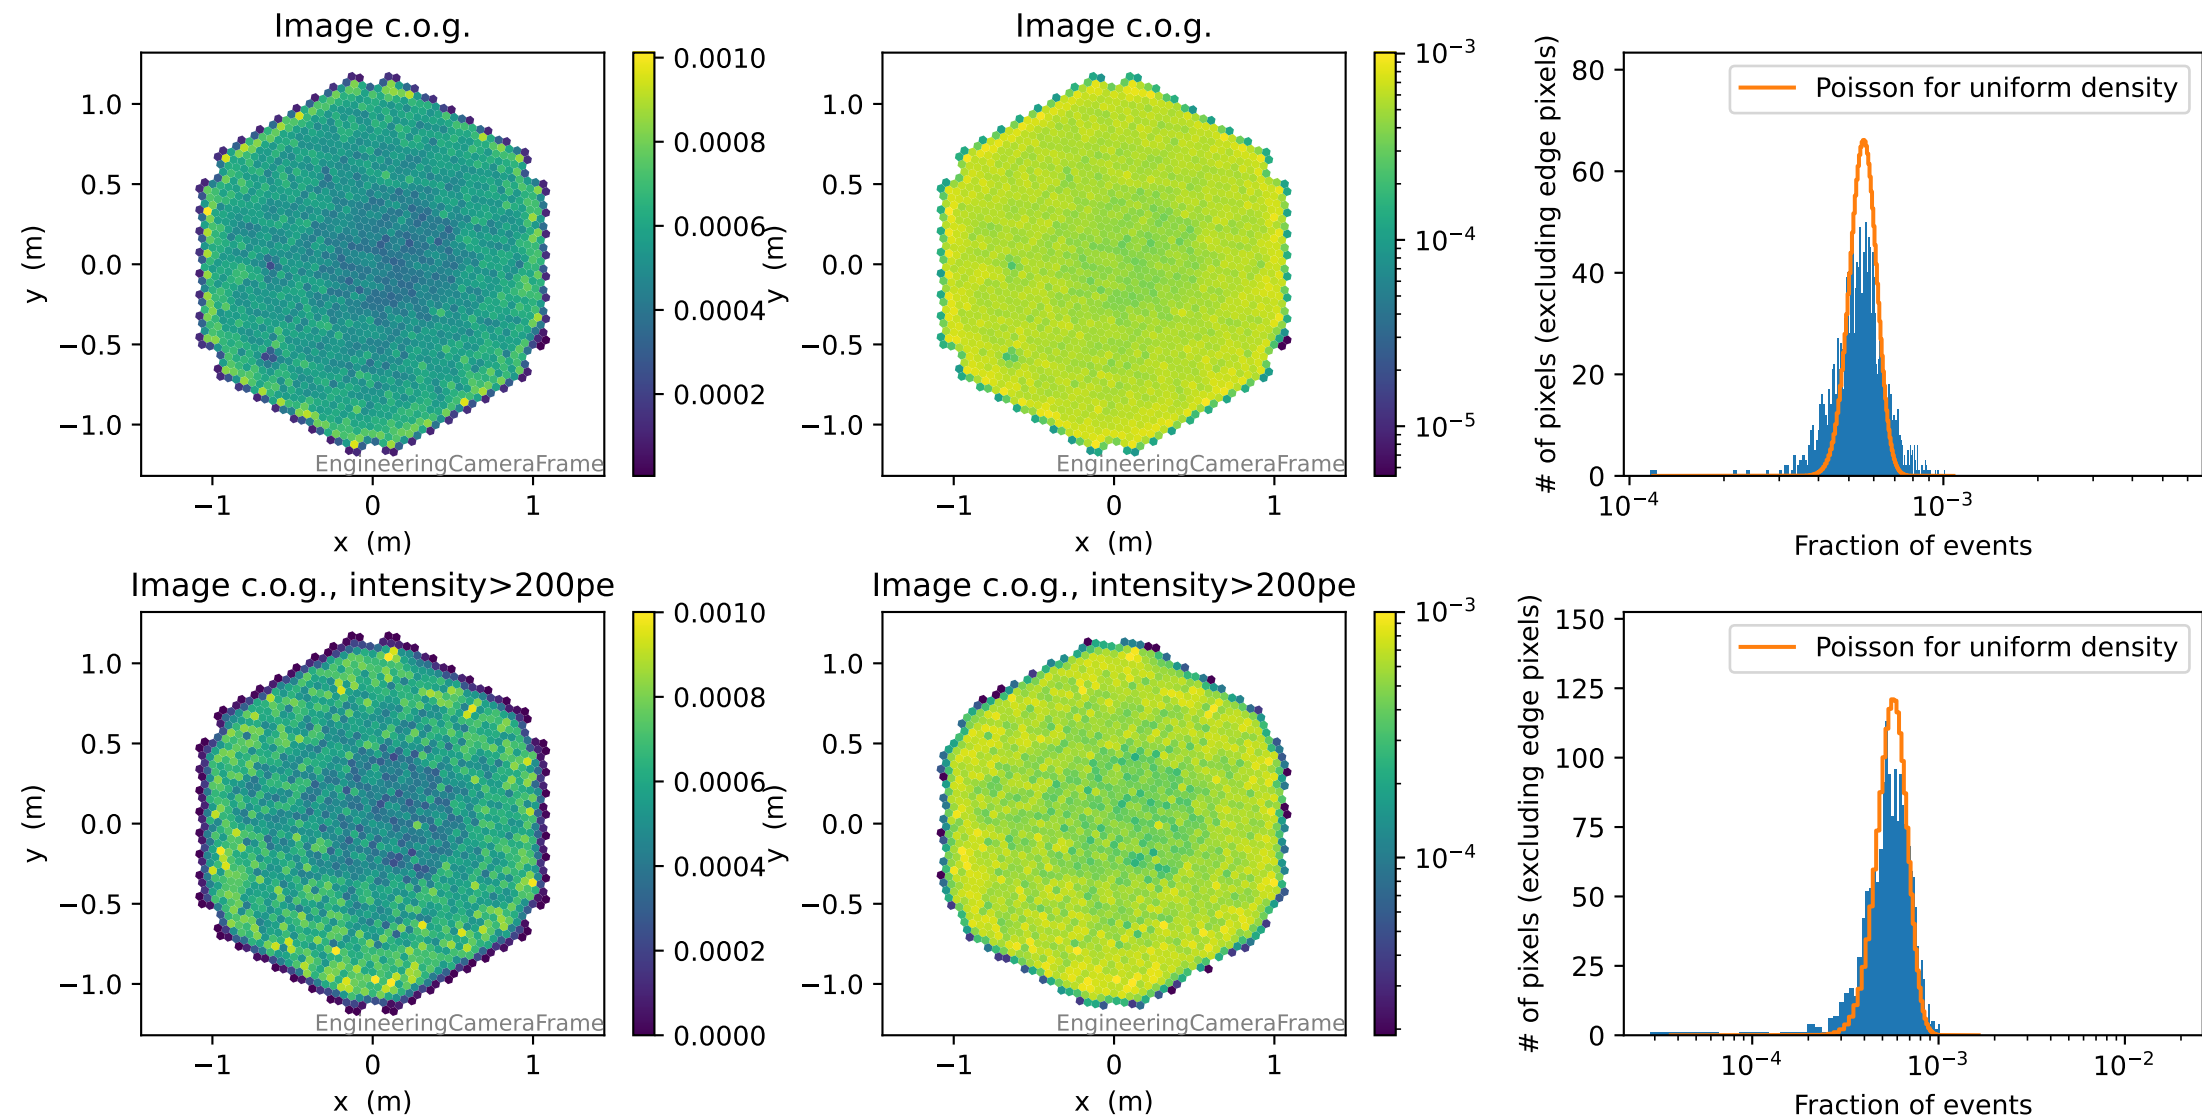 Image c.o.g.
1.0
0.5
0.0
−0.5
−1.0
y (m)
−1
0
1
x (m)
EngineeringCameraFrame
0.0010
0.0008
0.0006
0.0004
0.0002
Image c.o.g.
1.0
0.5
0.0
−0.5
−1.0
y (m)
−1
0
1
x (m)
EngineeringCameraFrame
10⁻³
10⁻⁴
10⁻⁵
80
60
40
20
0
# of pixels (excluding edge pixels)
Poisson for uniform density
10⁻⁴
10⁻³
Fraction of events
Image c.o.g., intensity>200pe
1.0
0.5
0.0
−0.5
−1.0
y (m)
−1
0
1
x (m)
EngineeringCameraFrame
0.0010
0.0008
0.0006
0.0004
0.0002
0.0000
Image c.o.g., intensity>200pe
1.0
0.5
0.0
−0.5
−1.0
y (m)
−1
0
1
x (m)
EngineeringCameraFrame
10⁻³
10⁻⁴
150
125
100
75
50
25
0
# of pixels (excluding edge pixels)
Poisson for uniform density
10⁻⁴
10⁻³
10⁻²
Fraction of events